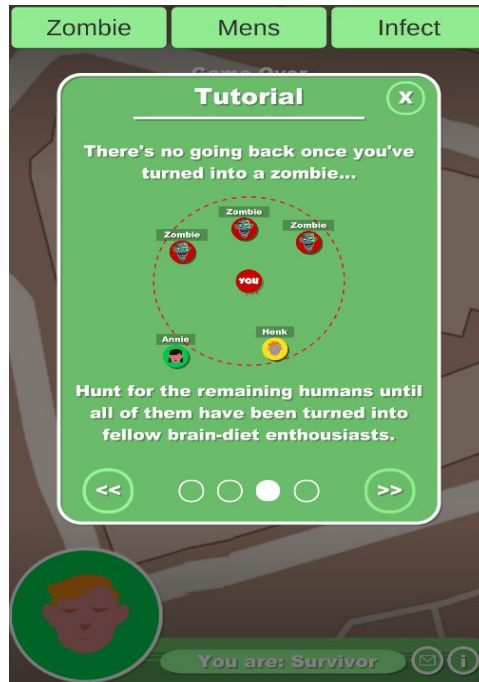 Zombie Mens Infect
Game Over
Tutorial X
There's no going back once you've
turned into a zombie...
Zombie
Zombie
Zombie
YOU
Henk
Annie
Hunt for the remaining humans until
all of them have been turned into
fellow brain-diet enthousiasts.
<< >>
You are: Survivor i